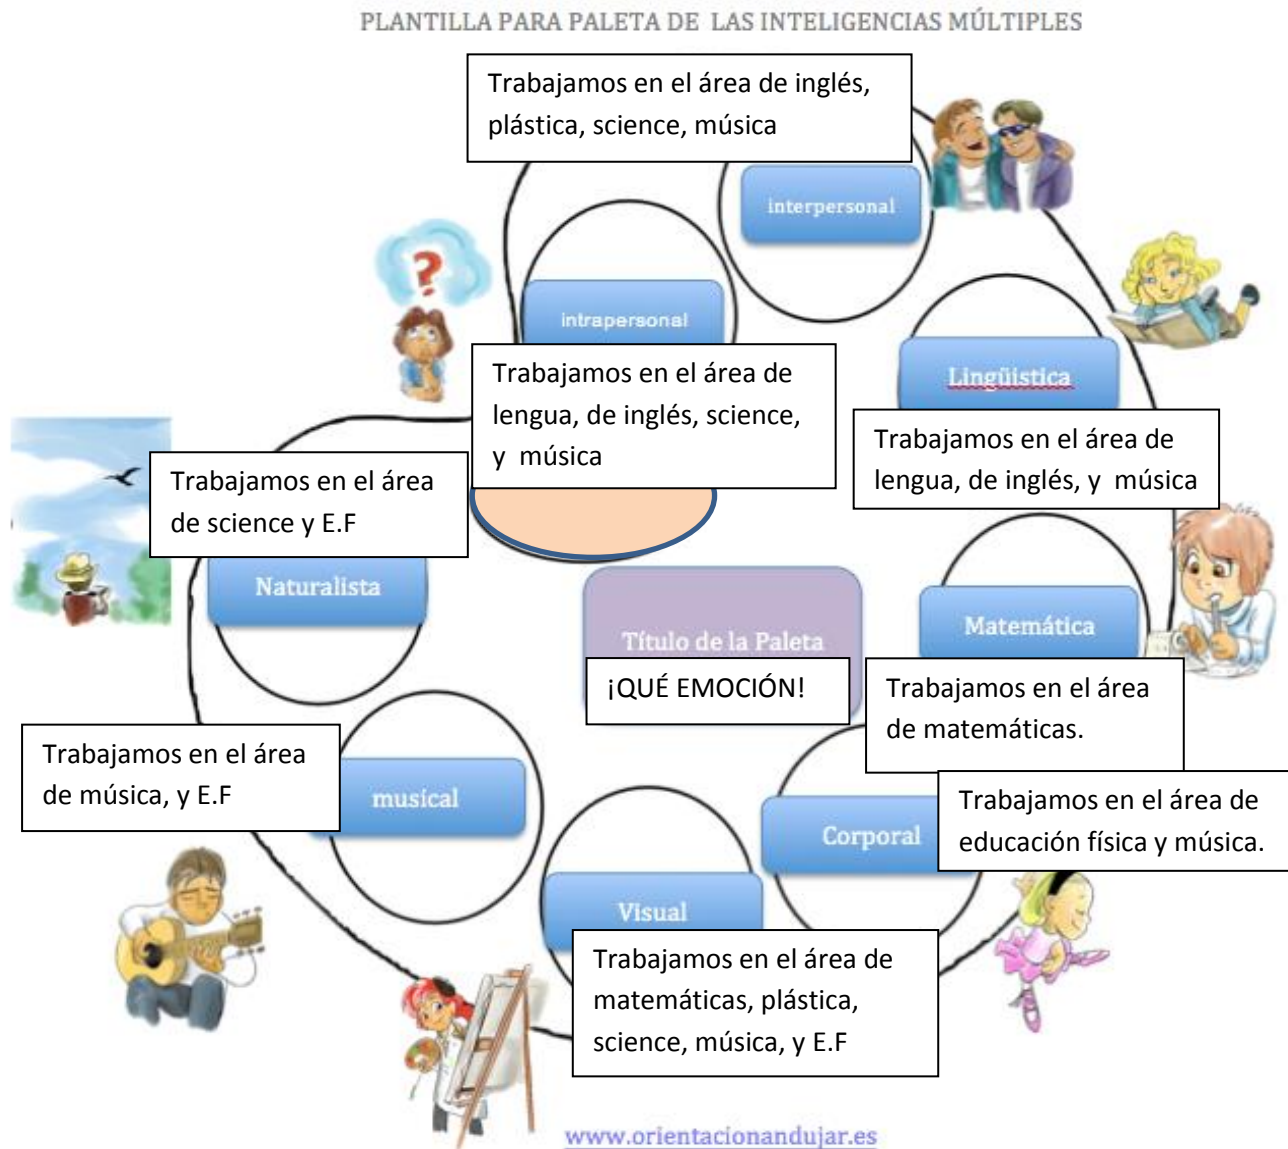 PLANTILLA PARA PALETA DE LAS INTELIGENCIAS MÚLTIPLES
Trabajamos en el área de inglés,
plástica, science, música
interpersonal
intrapersonal
Trabajamos en el área de
lengua, de inglés, science,
y música
Lingüistica
Trabajamos en el área de
lengua, de inglés, y música
Trabajamos en el área
de science y E.F
Naturalista
Título de la Paleta
¡QUÉ EMOCIÓN!
Matemática
Trabajamos en el área
de matemáticas.
Trabajamos en el área
de música, y E.F
musical
Corporal
Trabajamos en el área de
educación física y música.
Visual
Trabajamos en el área de
matemáticas, plástica,
science, música, y E.F
www.orientacionandujar.es